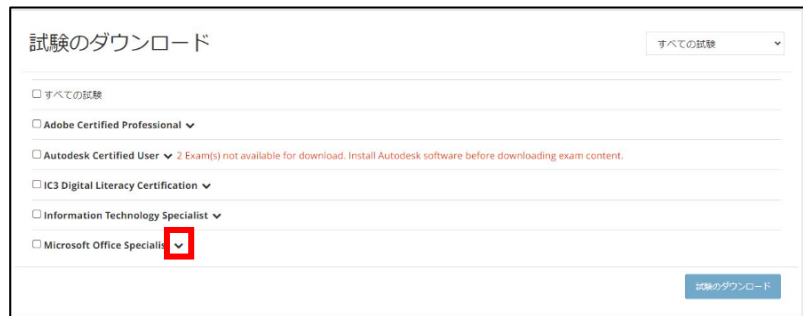 試験のダウンロード
すべての試験
すべての試験
Adobe Certified Professional
Autodesk Certified User 2 Exam(s) not available for download. Install Autodesk software before downloading exam content.
IC3 Digital Literacy Certification
Information Technology Specialist
Microsoft Office Specialis
試験のダウンロード